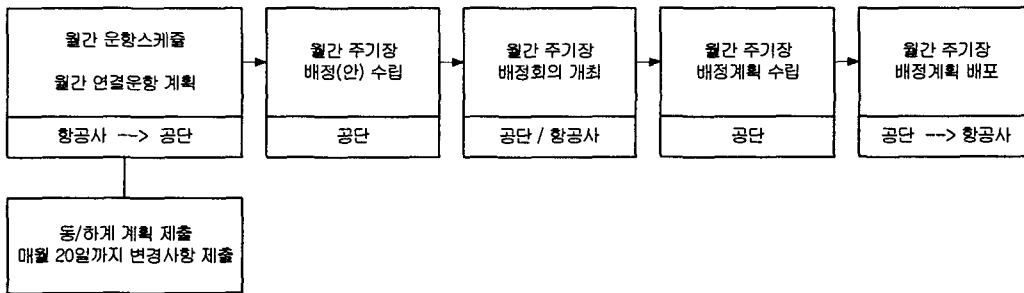 월간 운항스케쥴
월간 연결운항 계획
항공사 --> 공단
월간 주기장
배정(안) 수립
공단
월간 주기장
배정회의 개최
공단 / 항공사
월간 주기장
배정계획 수립
공단
월간 주기장
배정계획 배포
공단 --> 항공사
동/하계 계획 제출
매월 20일까지 변경사항 제출